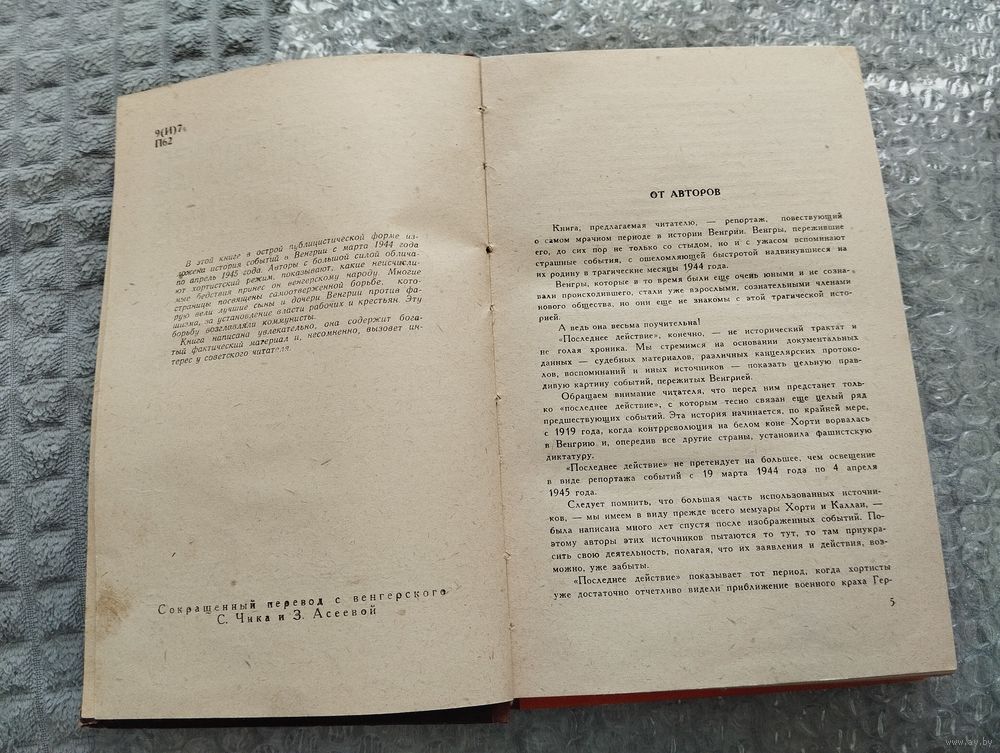 9(И)7
П62
В этой книге в острой публицистической форме из-
ложена история событий в Венгрии с марта 1944 года
по апрель 1945 года. Авторы с большой силой облича-
ют хортистский режим, показывают, какие неисчисли-
мые бедствия принес он венгерскому народу. Многие
страницы посвящены самоотверженной борьбе, кото-
рую вели лучшие сыны и дочери Венгрии против фа-
шизма, за установление власти рабочих и крестьян. Эту
борьбу возглавляли коммунисты.
Книга написана увлекательно, она содержит бога-
тый фактический материал и, несомненно, вызовет ин-
терес у советского читателя.
Сокращенный перевод с венгерского
С. Чика и З. Асеевой
ОТ АВТОРОВ
Книга, предлагаемая читателю, — репортаж, повествующий
о самом мрачном периоде в истории Венгрии. Венгры, пережившие
его, до сих пор не только со стыдом, но и с ужасом вспоминают
страшные события, с ошеломляющей быстротой надвинувшиеся на
их родину в трагические месяцы 1944 года.
Венгры, которые в то время были еще очень юными и не созна-
вали происходившего, стали уже взрослыми, сознательными членами
нового общества, но они еще не знакомы с этой трагической исто-
рией.
А ведь она весьма поучительна!
«Последнее действие», конечно, — не исторический трактат и
не голая хроника. Мы стремимся на основании документальных
данных — судебных материалов, различных канцелярских протоко-
лов, воспоминаний и иных источников — показать цельную прав-
дивую картину событий, пережитых Венгрией.
Обращаем внимание читателя, что перед ним предстанет толь-
ко «последнее действие», с которым тесно связан еще целый ряд
предшествующих событий. Эта история начинается, по крайней мере,
с 1919 года, когда контрреволюция на белом коне Хорти ворвалась
в Венгрию и, опередив все другие страны, установила фашистскую
диктатуру.
«Последнее действие» не претендует на большее, чем освещение
в виде репортажа событий с 19 марта 1944 года по 4 апреля
1945 года.
Следует помнить, что большая часть использованных источни-
ков, — мы имеем в виду прежде всего мемуары Хорти и Каллаи, —
была написана много лет спустя после изображенных событий. По-
этому авторы этих источников пытаются то тут, то там приукра-
сить свою деятельность, полагая, что их заявления и действия, воз-
можно, уже забыты.
«Последнее действие» показывает тот период, когда хортисты
уже достаточно отчетливо видели приближение военного краха Гер-
5
www.ay.by